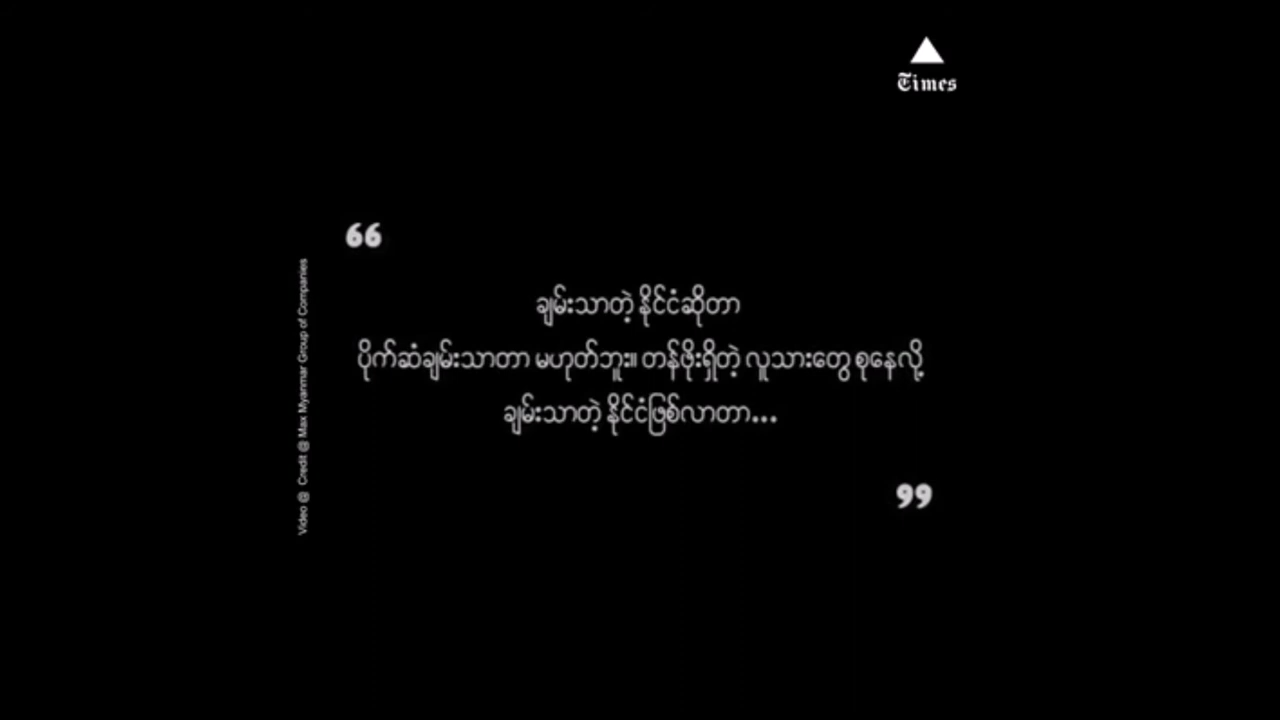 Times
“
ချမ်းသာတဲ့ နိုင်ငံဆိုတာ
ပိုက်ဆံချမ်းသာတာ မဟုတ်ဘူး။ တန်ဖိုးရှိတဲ့ လူသားတွေ စုနေလို့
ချမ်းသာတဲ့ နိုင်ငံဖြစ်လာတာ...
”
Video @ Credit @ Max Myanmar Group of Companies